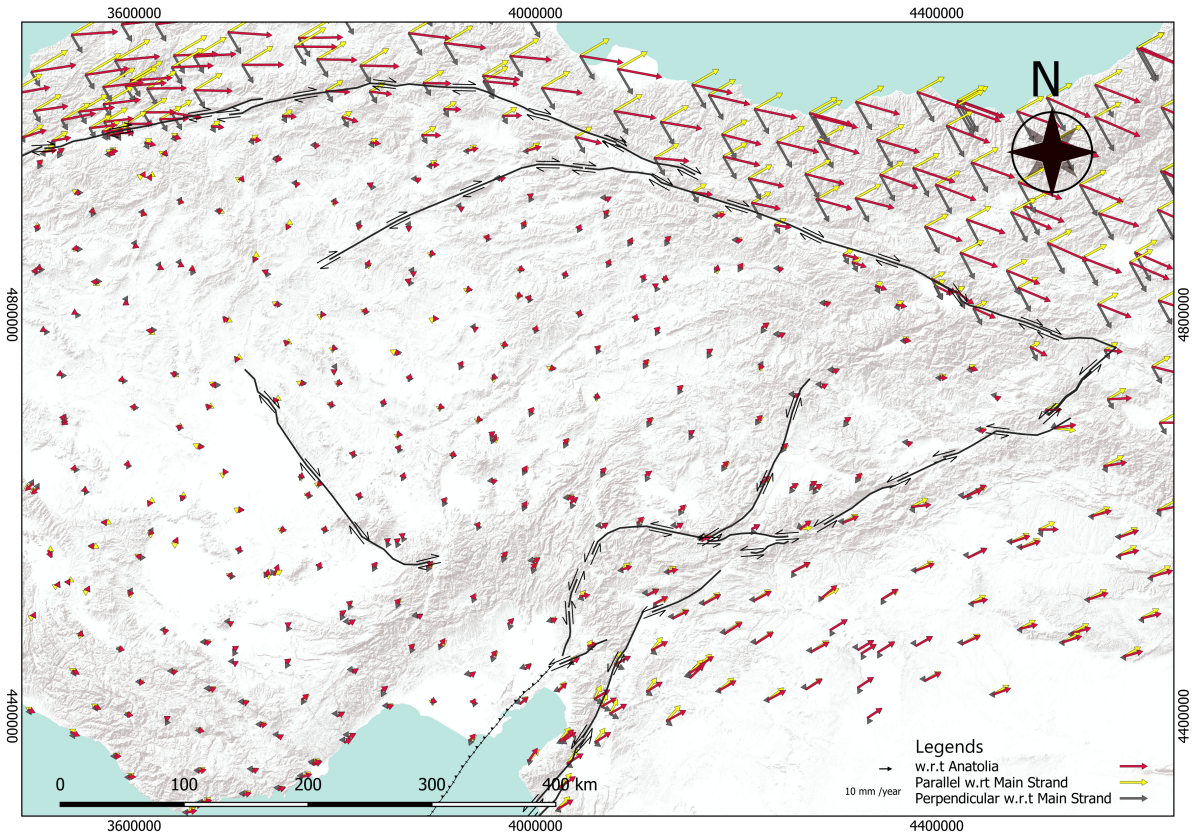 3600000 4000000 4400000
N
4800000 4800000
4400000 4400000
Legends
w.r.t Anatolia
Parallel w.rt Main Strand
10 mm /year
Perpendicular w.r.t Main Strand
0 100 200 300 400 km
3600000 4000000 4400000